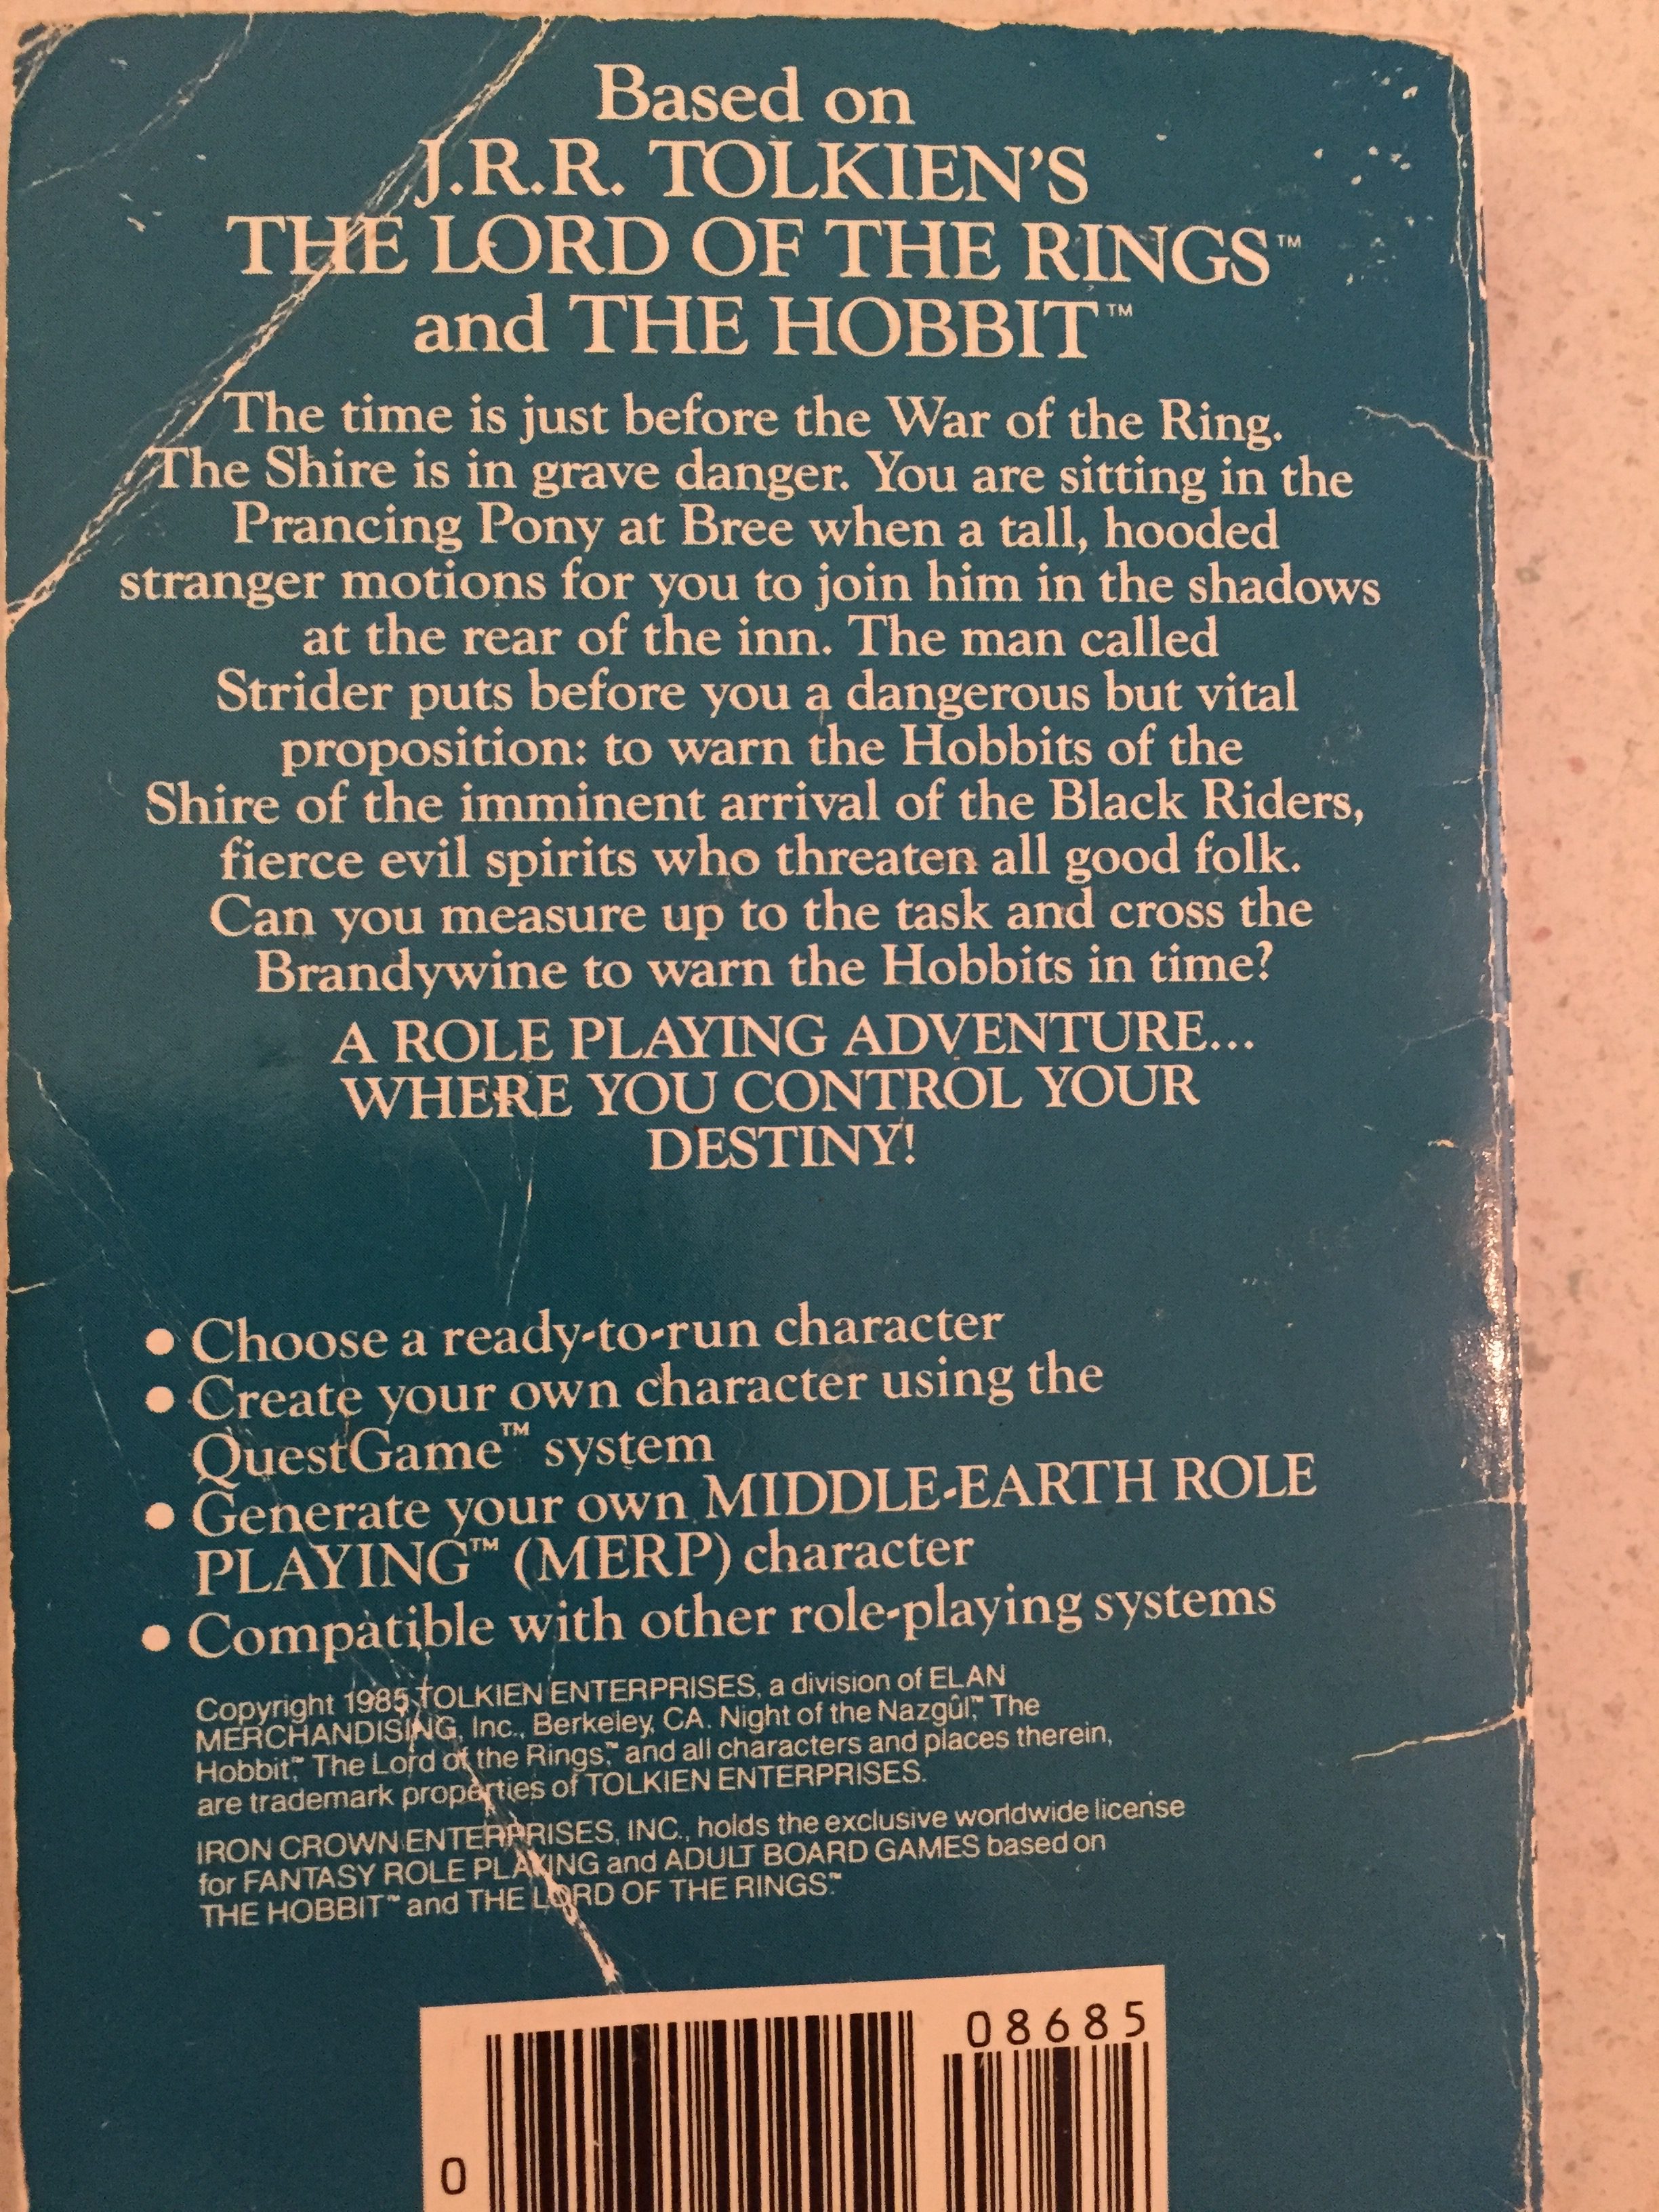 Based on
J.R.R. TOLKIEN'S
THE LORD OF THE RINGS™
and THE HOBBIT™
The time is just before the War of the Ring.
The Shire is in grave danger. You are sitting in the
Prancing Pony at Bree when a tall, hooded
stranger motions for you to join him in the shadows
at the rear of the inn. The man called
Strider puts before you a dangerous but vital
proposition: to warn the Hobbits of the
Shire of the imminent arrival of the Black Riders,
fierce evil spirits who threaten all good folk.
Can you measure up to the task and cross the
Brandywine to warn the Hobbits in time?
A ROLE PLAYING ADVENTURE...
WHERE YOU CONTROL YOUR
DESTINY!
• Choose a ready-to-run character
• Create your own character using the
QuestGame™ system
• Generate your own MIDDLE-EARTH ROLE
PLAYING™ (MERP) character
• Compatible with other role-playing systems
Copyright 1985 TOLKIEN ENTERPRISES, a division of ELAN
MERCHANDISING, Inc., Berkeley, CA. Night of the Nazgûl,™ The
Hobbit,™ The Lord of the Rings,™ and all characters and places therein,
are trademark properties of TOLKIEN ENTERPRISES.
IRON CROWN ENTERPRISES, INC., holds the exclusive worldwide license
for FANTASY ROLE PLAYING and ADULT BOARD GAMES based on
THE HOBBIT™ and THE LORD OF THE RINGS.™
08685
0